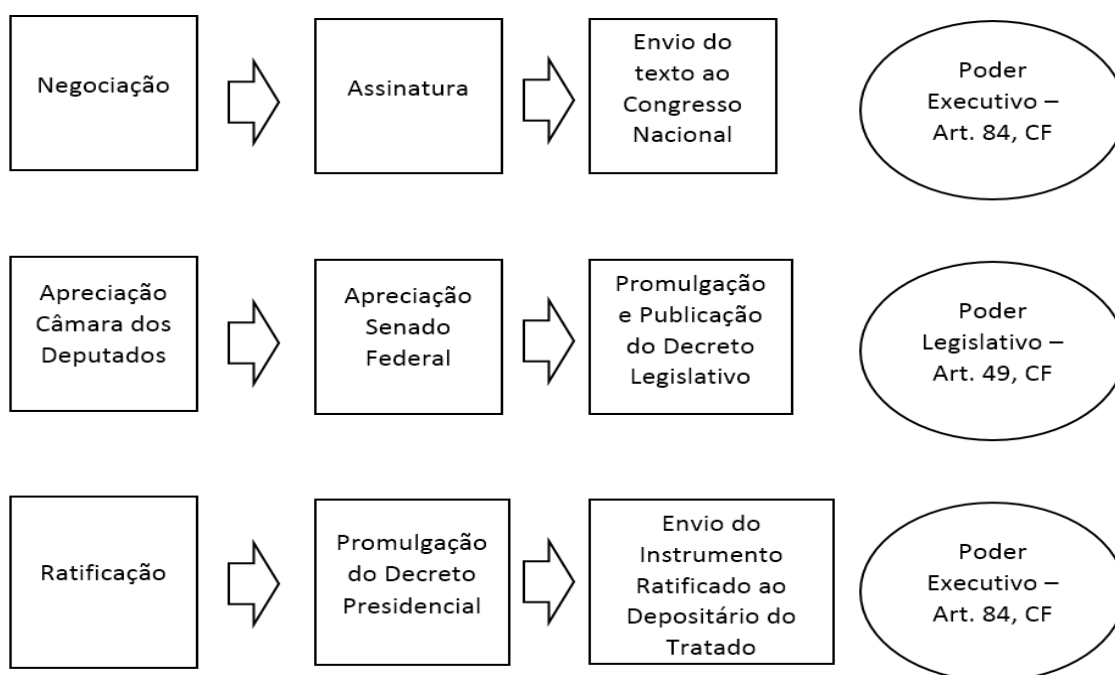 Negociação
Assinatura
Envio do
texto ao
Congresso
Nacional
Poder
Executivo –
Art. 84, CF
Apreciação
Câmara dos
Deputados
Apreciação
Senado
Federal
Promulgação
e Publicação
do Decreto
Legislativo
Poder
Legislativo –
Art. 49, CF
Ratificação
Promulgação
do Decreto
Presidencial
Envio do
Instrumento
Ratificado ao
Depositário do
Tratado
Poder
Executivo –
Art. 84, CF